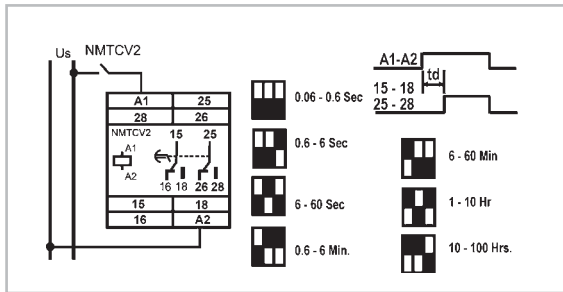 Us NMTCV2
A1 25
28 26
NMTCV2
15 25
A1
A2
16 18 26 28
15 18
16 A2
0.06 - 0.6 Sec
0.6 - 6 Sec
6 - 60 Sec
0.6 - 6 Min.
A1-A2
td
15 - 18
25 - 28
6 - 60 Min
1 - 10 Hr
10 - 100 Hrs.